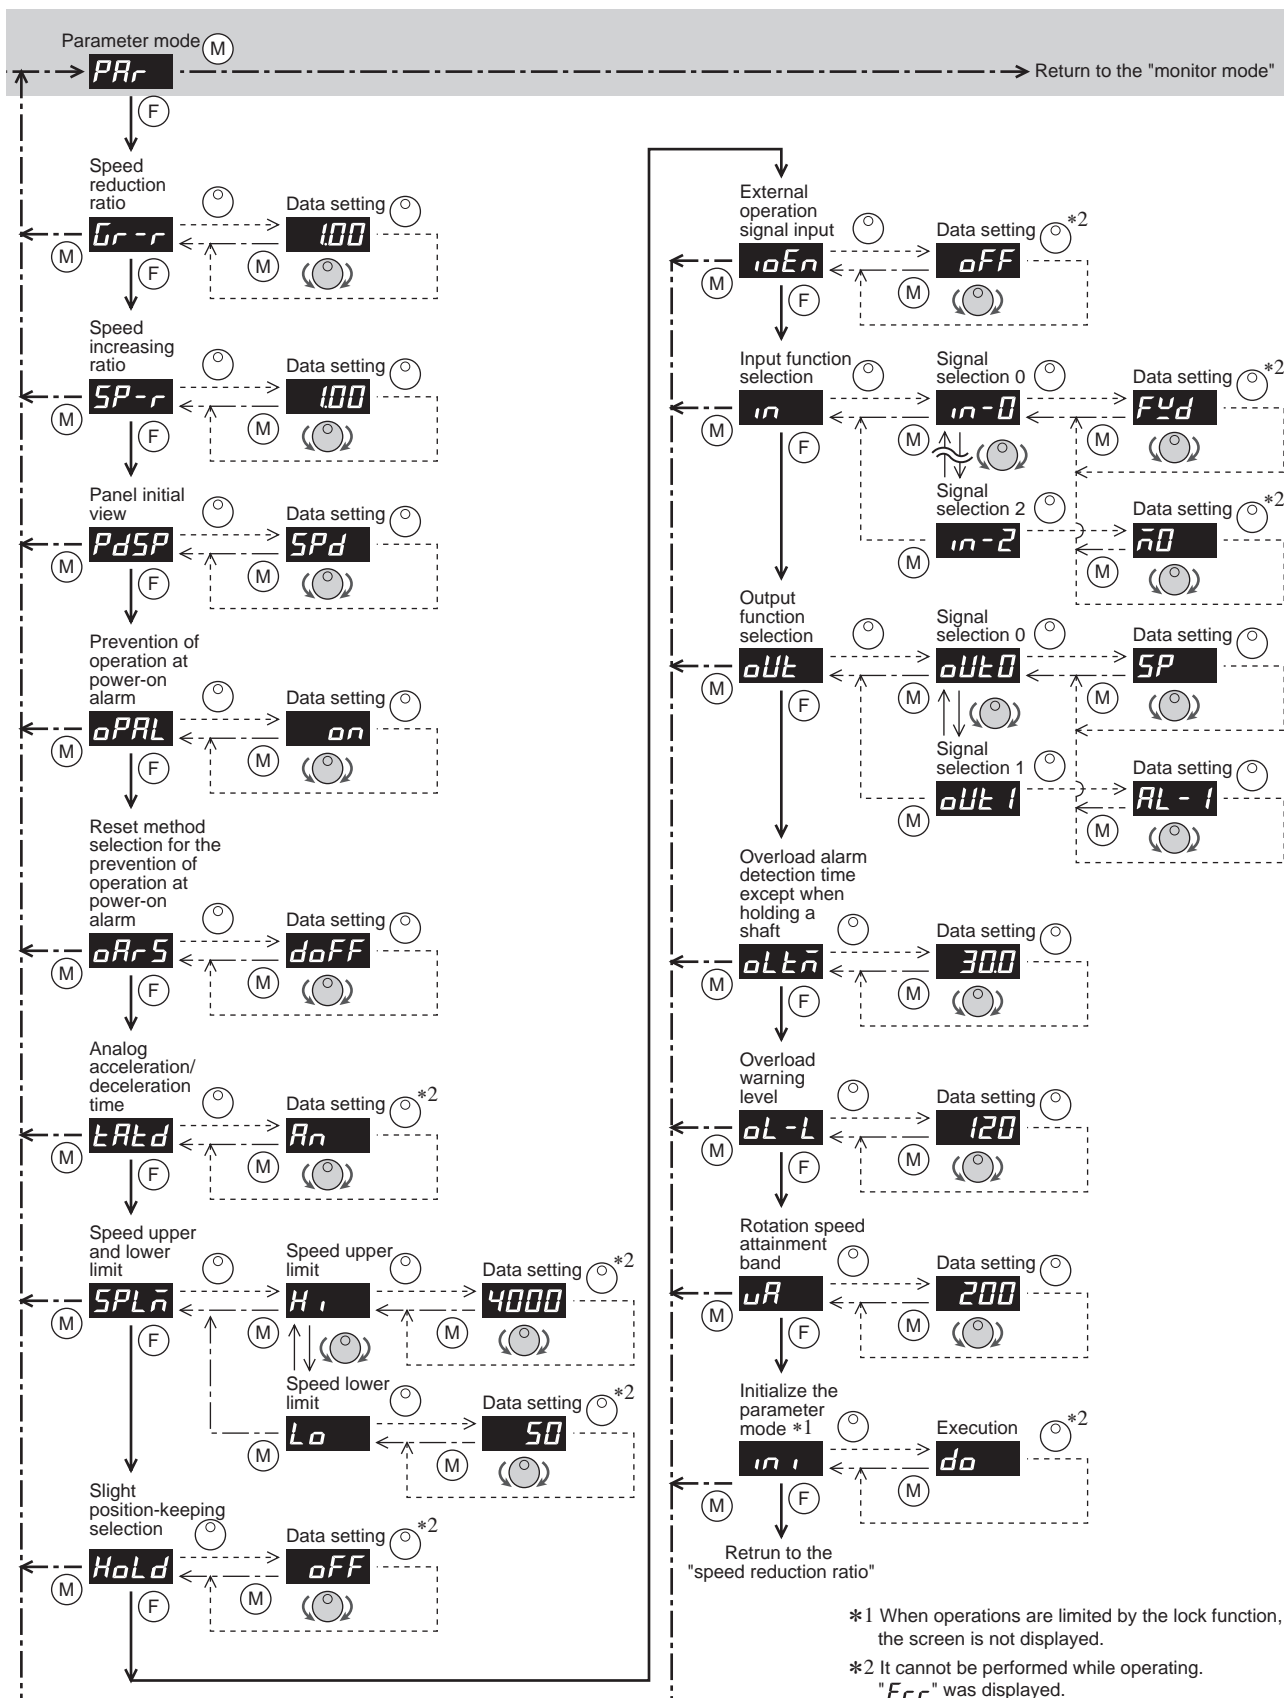 Parameter mode M
PAr
Return to the "monitor mode"
F
Speed
reduction
ratio
Data setting
Gr-r
1.00
M
M
F
Speed
increasing
ratio
Data setting
SP-r
1.00
M
M
F
Panel initial
view
Data setting
PdSP
SPd
M
M
F
Prevention of
operation at
power-on
alarm
Data setting
oPAL
on
M
M
F
Reset method
selection for the
prevention of
operation at
power-on
alarm
Data setting
oArS
doFF
M
M
F
Analog
acceleration/
deceleration
time
Data setting *2
tAtd
An
M
M
F
Speed upper
and lower
limit
Speed upper
limit
Data setting *2
SPLm
Hi
4000
M
M
M
F
Speed lower
limit
Data setting *2
Lo
50
M
M
Slight
position-keeping
selection
Data setting *2
HoLd
oFF
M
M
F
External
operation
signal input
Data setting *2
ioEn
oFF
M
M
F
Input function
selection
Signal
selection 0
Data setting *2
in
in-0
Fwd
M
M
M
F
Signal
selection 2
Data setting *2
in-2
m0
M
M
Output
function
selection
Signal
selection 0
Data setting
oUt
oUt0
SP
M
M
M
F
Signal
selection 1
Data setting
oUt1
AL-1
M
M
Overload alarm
detection time
except when
holding a
shaft
Data setting
oLtm
30.0
M
M
F
Overload
warning
level
Data setting
oL-L
120
M
M
F
Rotation speed
attainment
band
Data setting
uA
200
M
M
F
Initialize the
parameter
mode *1
Execution *2
ini
do
M
M
F
Retrun to the
"speed reduction ratio"
*1 When operations are limited by the lock function,
the screen is not displayed.
*2 It cannot be performed while operating.
"Err" was displayed.